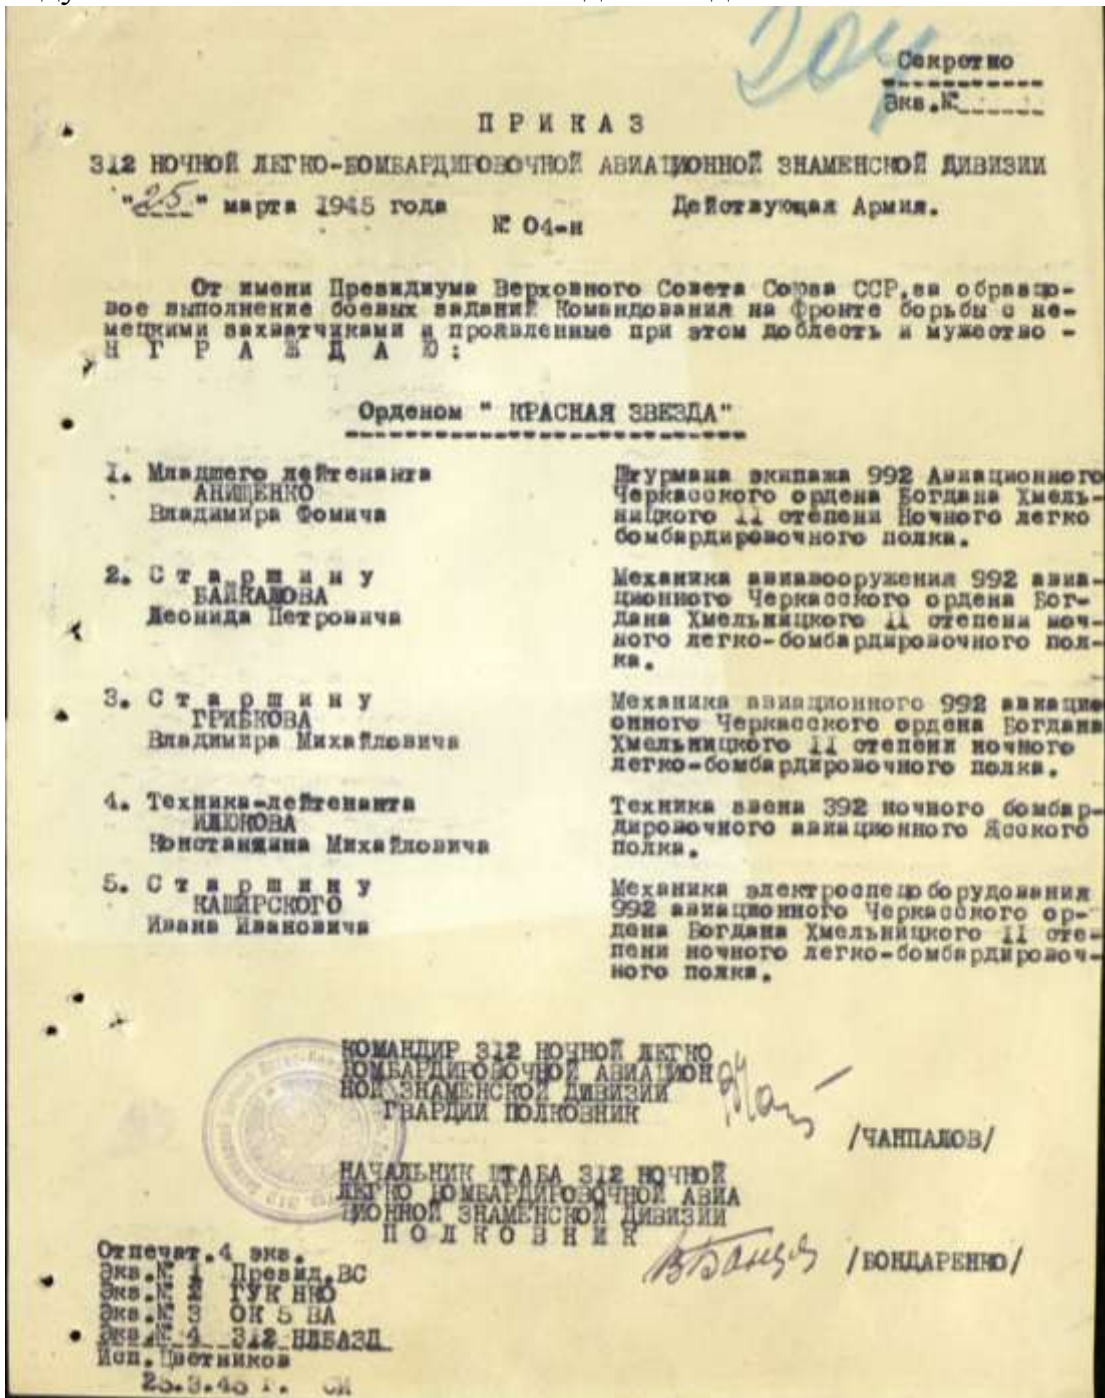 204
Секретно
Экз.№
П Р И К А З
312 НОЧНОЙ ЛЕГКО-БОМБАРДИРОВОЧНОЙ АВИАЦИОННОЙ ЗНАМЕНСКОЙ ДИВИЗИИ
"25" марта 1945 года Действующая Армия.
№ 04-н
От имени Президиума Верховного Совета Союза ССР,за образцо-
вое выполнение боевых заданий Командования на фронте борьбы с не-
мецкими захватчиками и проявленные при этом доблесть и мужество -
Н Г Р А Ж Д А Ю:
Орденом " КРАСНАЯ ЗВЕЗДА"
1. Младшего лейтенанта
АНИЩЕНКО
Владимира Фомича
Штурмана экипажа 992 Авиационного
Черкасского ордена Богдана Хмель-
ницкого II степени Ночного легко
бомбардировочного полка.
2. С т а р ш и н у
БАЙКАЛОВА
Леонида Петровича
Механика авиавооружения 992 авиа-
ционного Черкасского ордена Бог-
дана Хмельницкого II степени ноч-
ного легко-бомбардировочного пол-
ка.
3. С т а р ш и н у
ГРИБКОВА
Владимира Михайловича
Механика авиационного 992 авиацио
онного Черкасского ордена Богдана
Хмельницкого II степени ночного
легко-бомбардировочного полка.
4. Техника-лейтенанта
ИЛЮКОВА
Константина Михайловича
Техника звена 392 ночного бомбар-
дировочного авиационного Ясского
полка.
5. С т а р ш и н у
КАШИРСКОГО
Ивана Ивановича
Механика электроспецоборудования
992 авиационного Черкасского ор-
дена Богдана Хмельницкого II сте-
пени ночного легко-бомбардировоч-
ного полка.
КОМАНДИР 312 НОЧНОЙ ЛЕГКО
БОМБАРДИРОВОЧНОЙ АВИАЦИОН
НОЙ ЗНАМЕНСКОЙ ДИВИЗИИ
ГВАРДИИ ПОЛКОВНИК
/ЧАНПАЛОВ/
НАЧАЛЬНИК ШТАБА 312 НОЧНОЙ
ЛЕГКО БОМБАРДИРОВОЧНОЙ АВИА
ЦИОННОЙ ЗНАМЕНСКОЙ ДИВИЗИИ
П О Л К О В Н И К
/БОНДАРЕНКО/
Отпечат.4 экз.
Экз.№ 1 Презид.ВС
Экз.№ 2 ГУК НКО
Экз.№ 3 ОК 5 ВА
Экз.№ 4 312 НЛБАЗД
Исп.Цветников
25.3.45 г. СИ